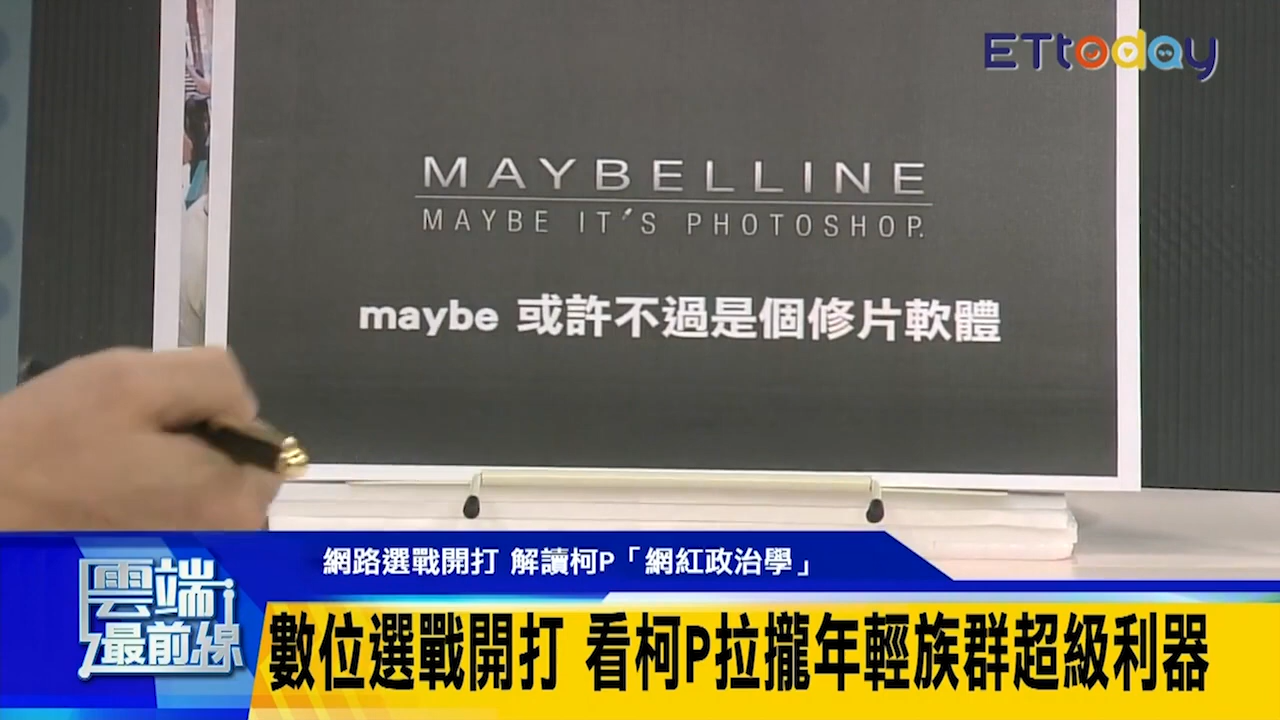 ETtoday
MAYBELLINE
MAYBE IT'S PHOTOSHOP.
maybe 或許不過是個修片軟體
網路選戰開打 解讀柯P「網紅政治學」
雲端
最前線
數位選戰開打 看柯P拉攏年輕族群超級利器